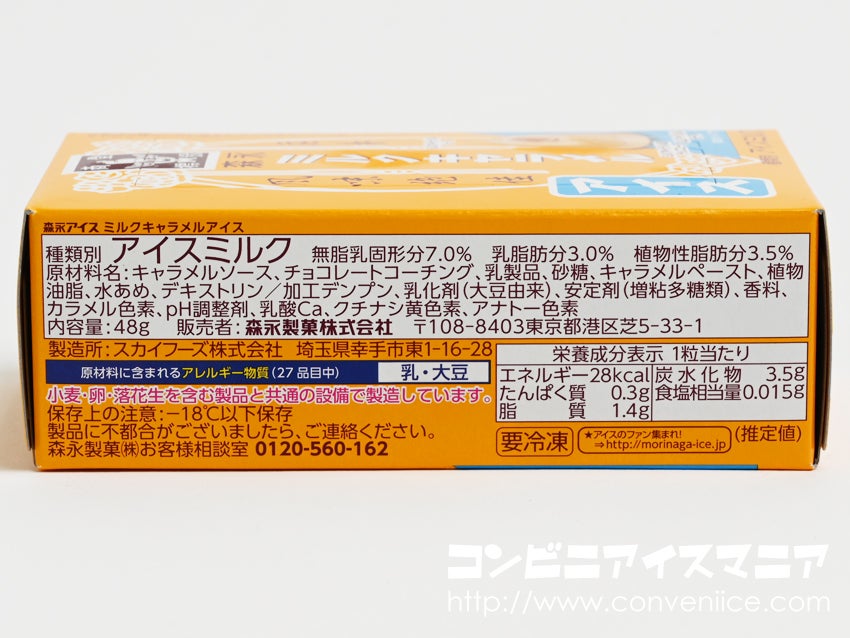 森永
ミルクキャラメル
アイス
森永アイス ミルクキャラメルアイス
種類別 アイスミルク 無脂乳固形分7.0% 乳脂肪分3.0% 植物性脂肪分3.5%
原材料名:キャラメルソース、チョコレートコーチング、乳製品、砂糖、キャラメルペースト、植物
油脂、水あめ、デキストリン/加工デンプン、乳化剤(大豆由来)、安定剤(増粘多糖類)、香料、
カラメル色素、pH調整剤、乳酸Ca、クチナシ黄色素、アナトー色素
内容量:48g 販売者:森永製菓株式会社 〒108-8403東京都港区芝5-33-1
製造所:スカイフーズ株式会社 埼玉県幸手市東1-16-28
原材料に含まれるアレルギー物質(27品目中) 乳・大豆
小麦・卵・落花生を含む製品と共通の設備で製造しています。
保存上の注意:−18℃以下保存
製品に不都合がございましたら、ご連絡ください。
森永製菓㈱お客様相談室 0120-560-162
栄養成分表示 1粒当たり
エネルギー28kcal 炭水化物 3.5g
たんぱく質 0.3g 食塩相当量0.015g
脂質 1.4g
(推定値)
要冷凍
★アイスのファン集まれ!
⇒http://morinaga-ice.jp
コンビニアイスマニア
http://www.conveniice.com